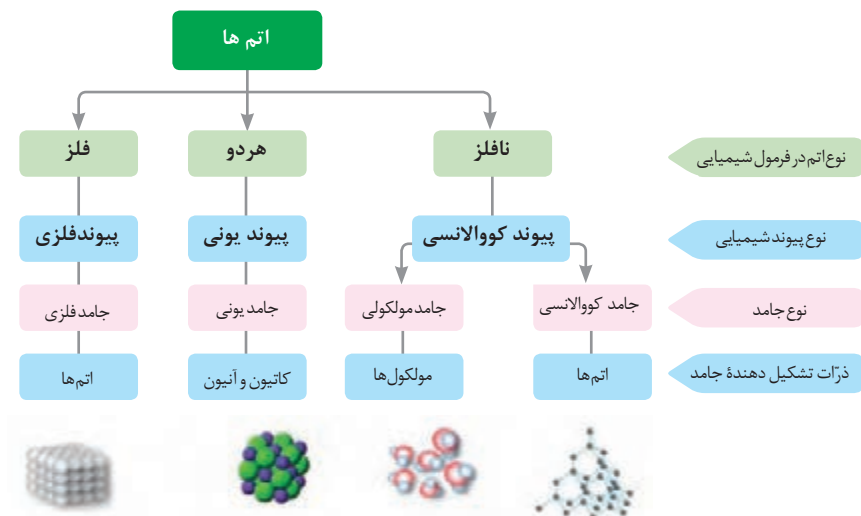 اتم ها
نوع اتم در فرمول شیمیایی
نافلز
هردو
فلز
نوع پیوند شیمیایی
پیوند کووالانسی
پیوند یونی
پیوندفلزی
نوع جامد
جامد کووالانسی
جامد مولکولی
جامد یونی
جامد فلزی
ذرّات تشکیل دهندهٔ جامد
اتم‌ها
مولکول‌ها
کاتیون و آنیون
اتم‌ها